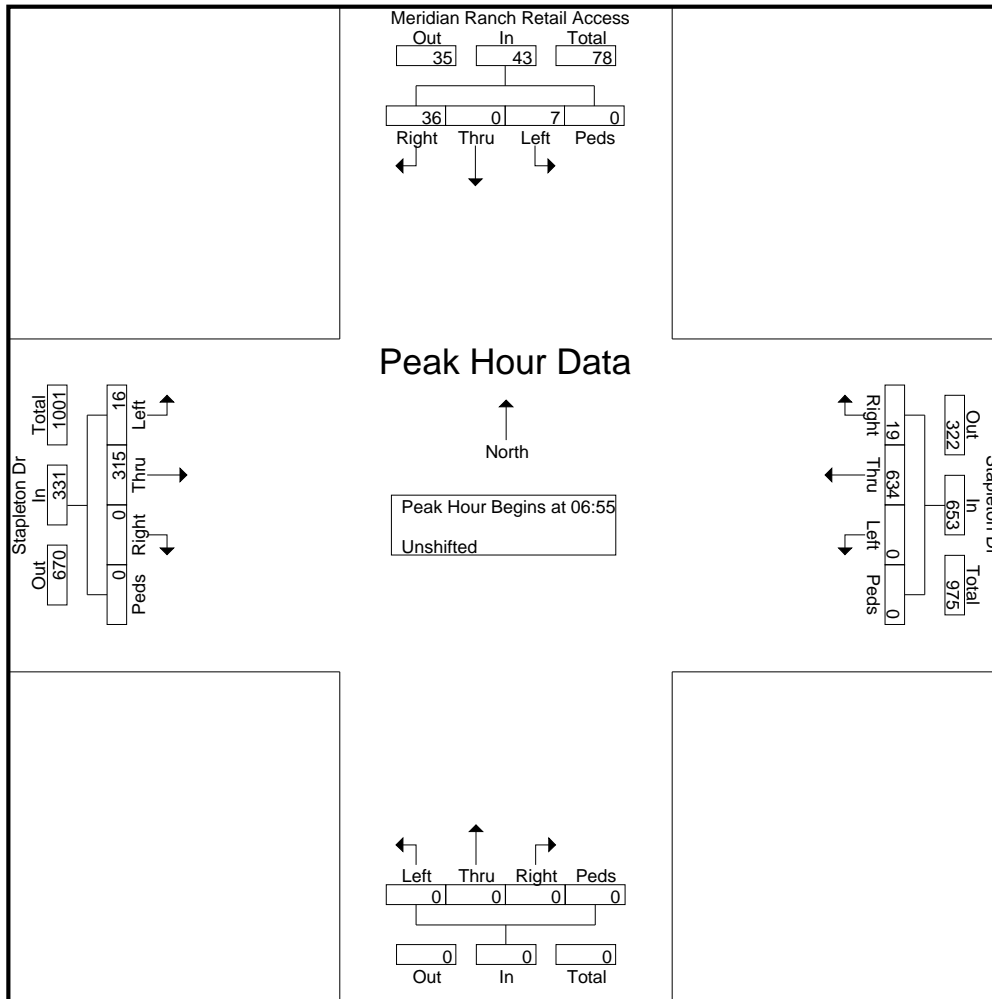 Meridian Ranch Retail Access
Out In Total
35 43 78
36 0 7 0
Right Thru Left Peds
Peak Hour Data
North
Peak Hour Begins at 06:55
Unshifted
Stapleton Dr
Total In Out
1001 331 670
16 315 0 0
Left Thru Right Peds
Stapleton Dr
Out In Total
322 653 975
19 634 0 0
Right Thru Left Peds
Left Thru Right Peds
0 0 0 0
0 0 0
Out In Total